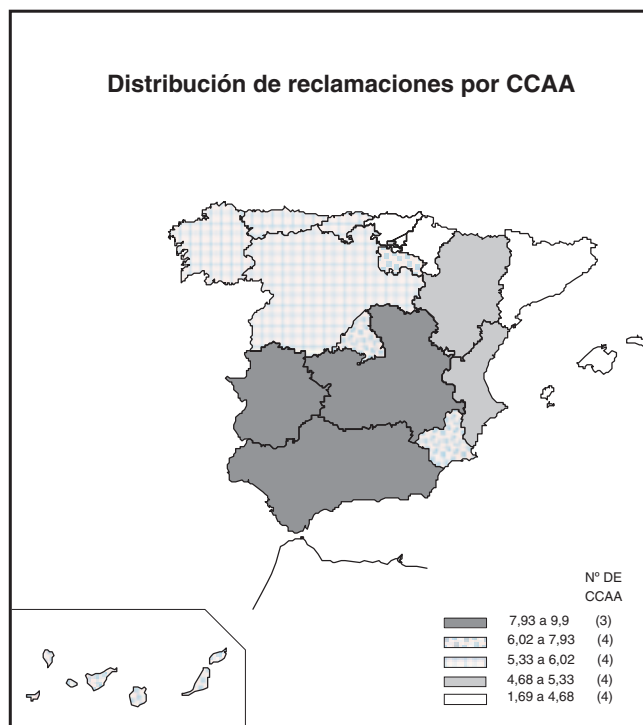 Distribución de reclamaciones por CCAA
Nº DE
CCAA
7,93 a 9,9 (3)
6,02 a 7,93 (4)
5,33 a 6,02 (4)
4,68 a 5,33 (4)
1,69 a 4,68 (4)